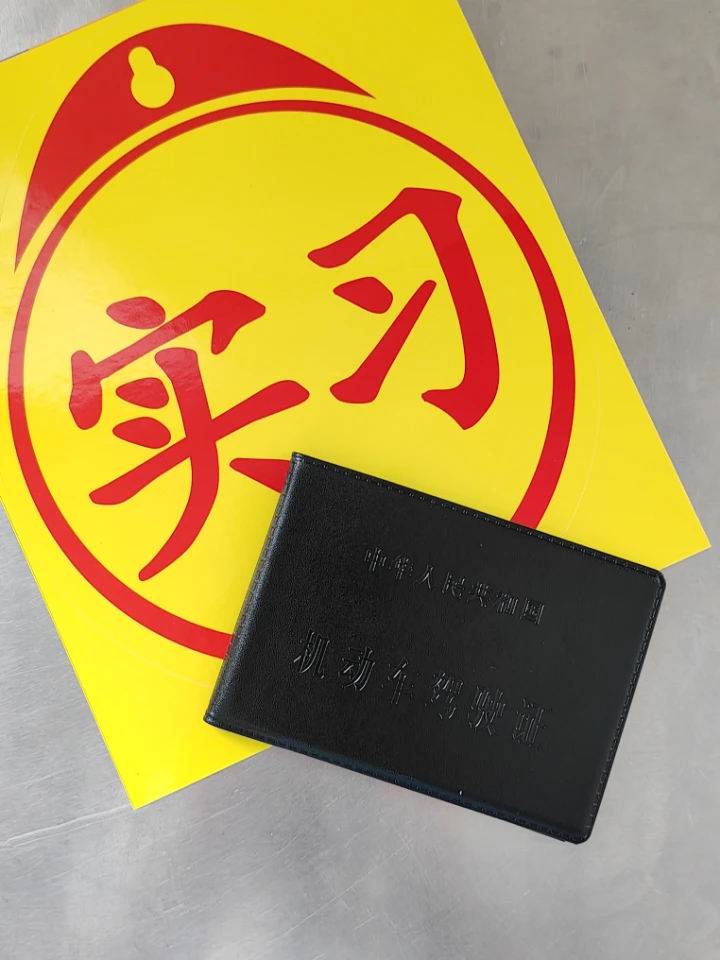 实习
中华人民共和国
机动车驾驶证